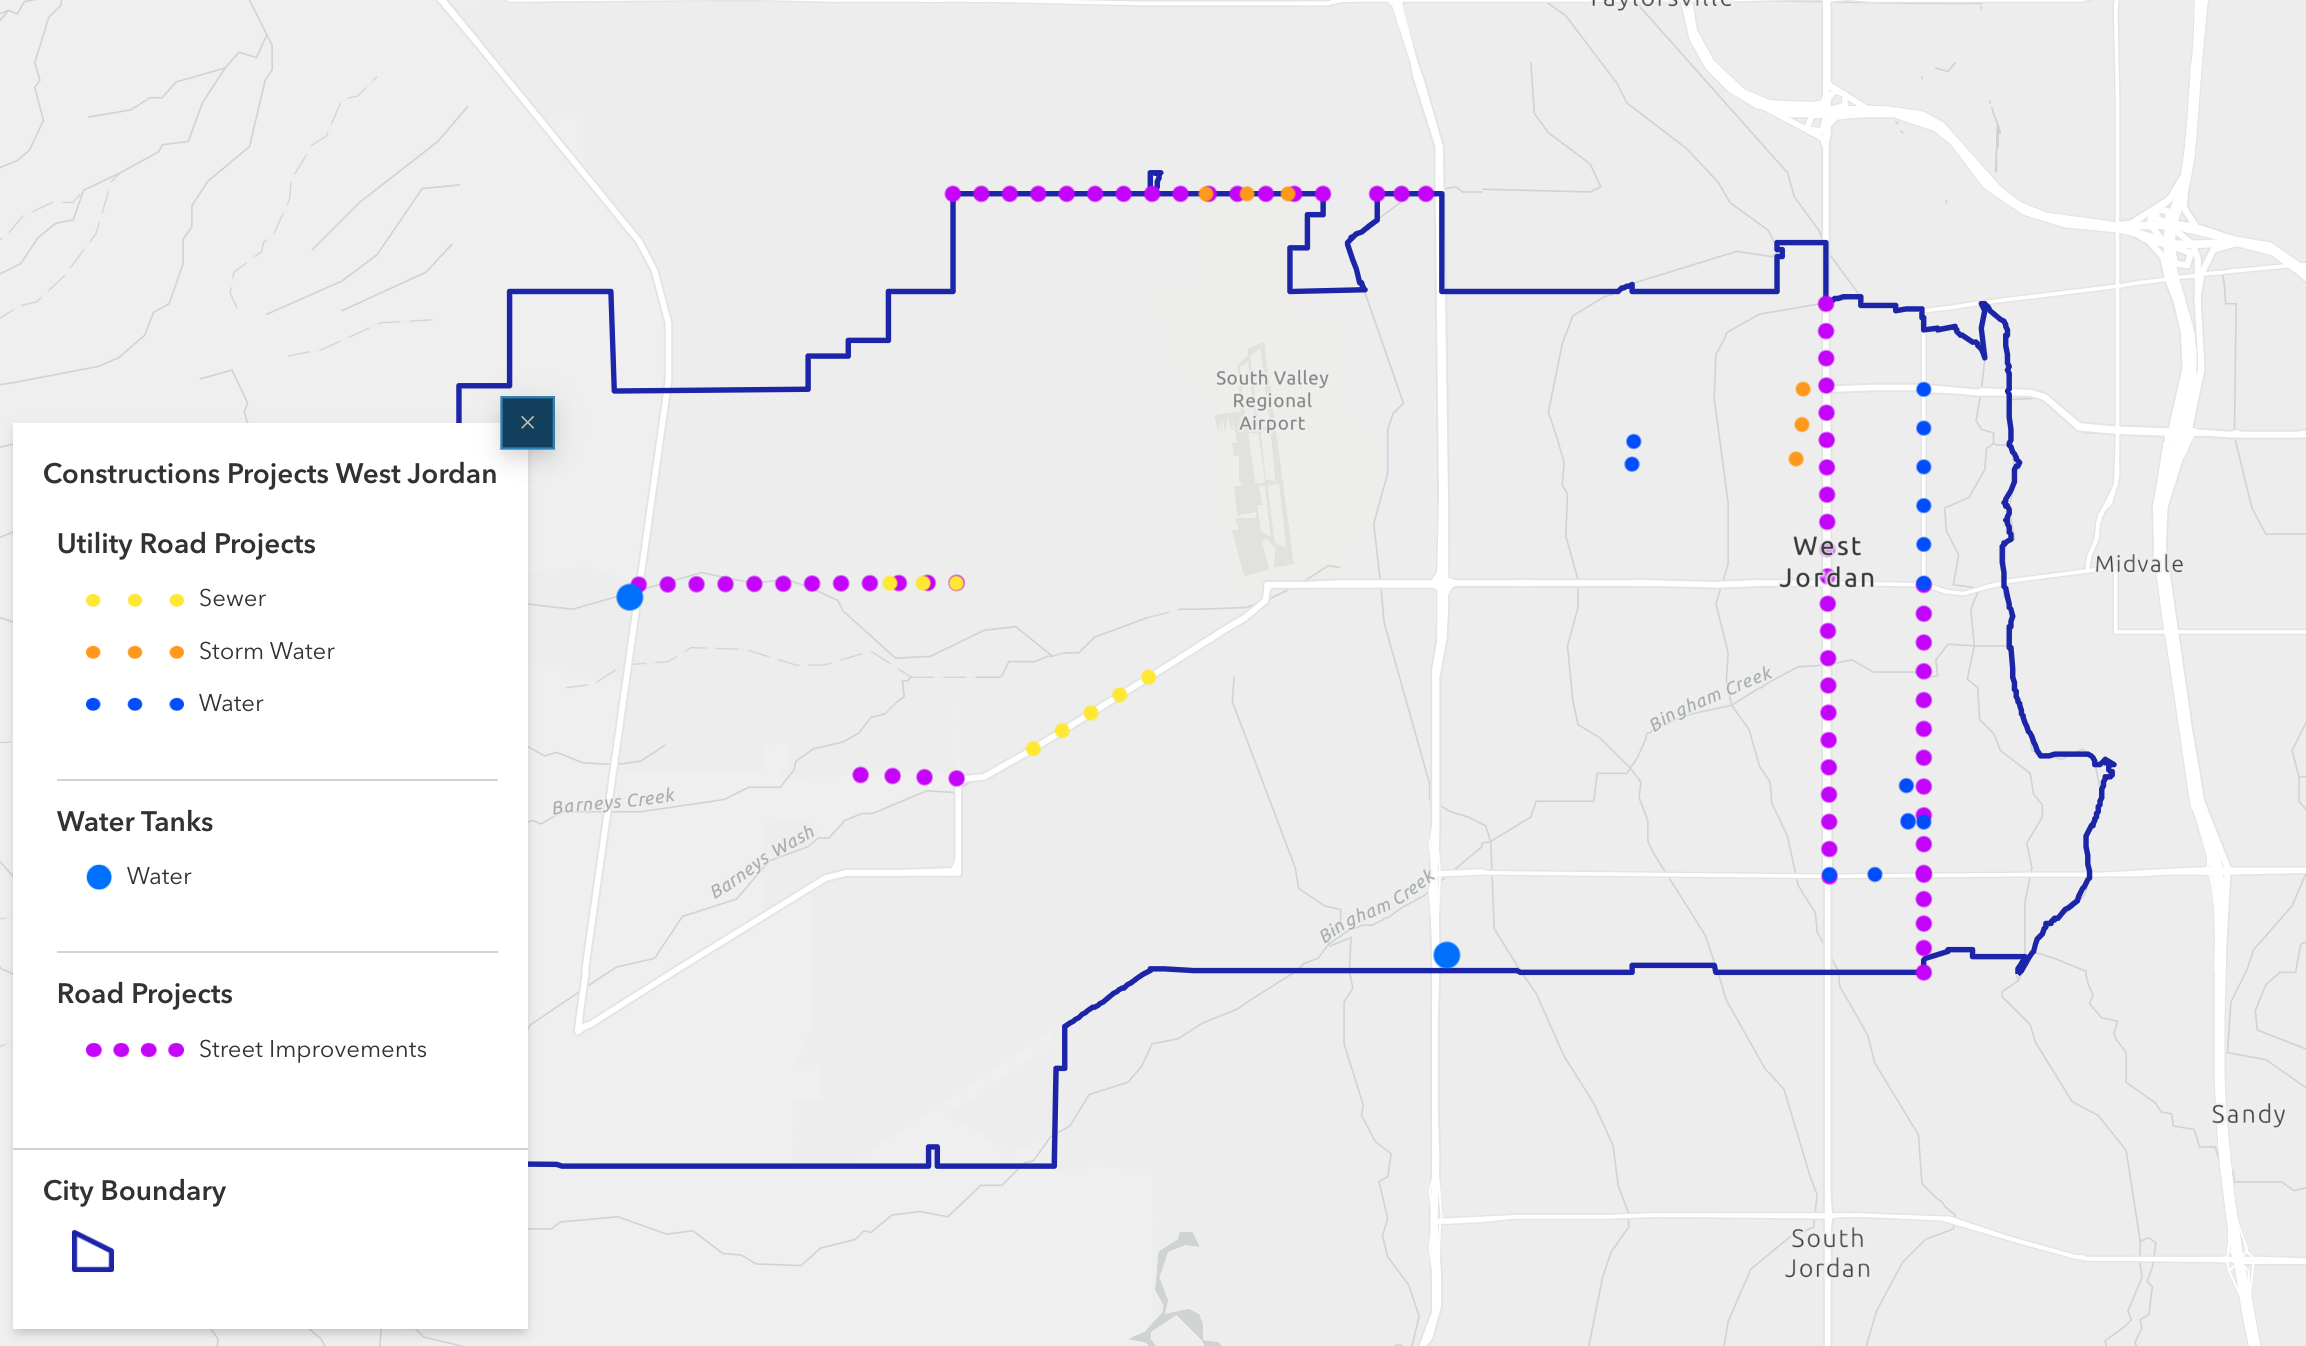 Taylorsville
South Valley
Regional
Airport
Constructions Projects West Jordan
Utility Road Projects
Sewer
Storm Water
Water
Water Tanks
Water
Road Projects
Street Improvements
City Boundary
West
Jordan
Midvale
Bingham Creek
Barneys Creek
Barneys Wash
Bingham Creek
Sandy
South
Jordan